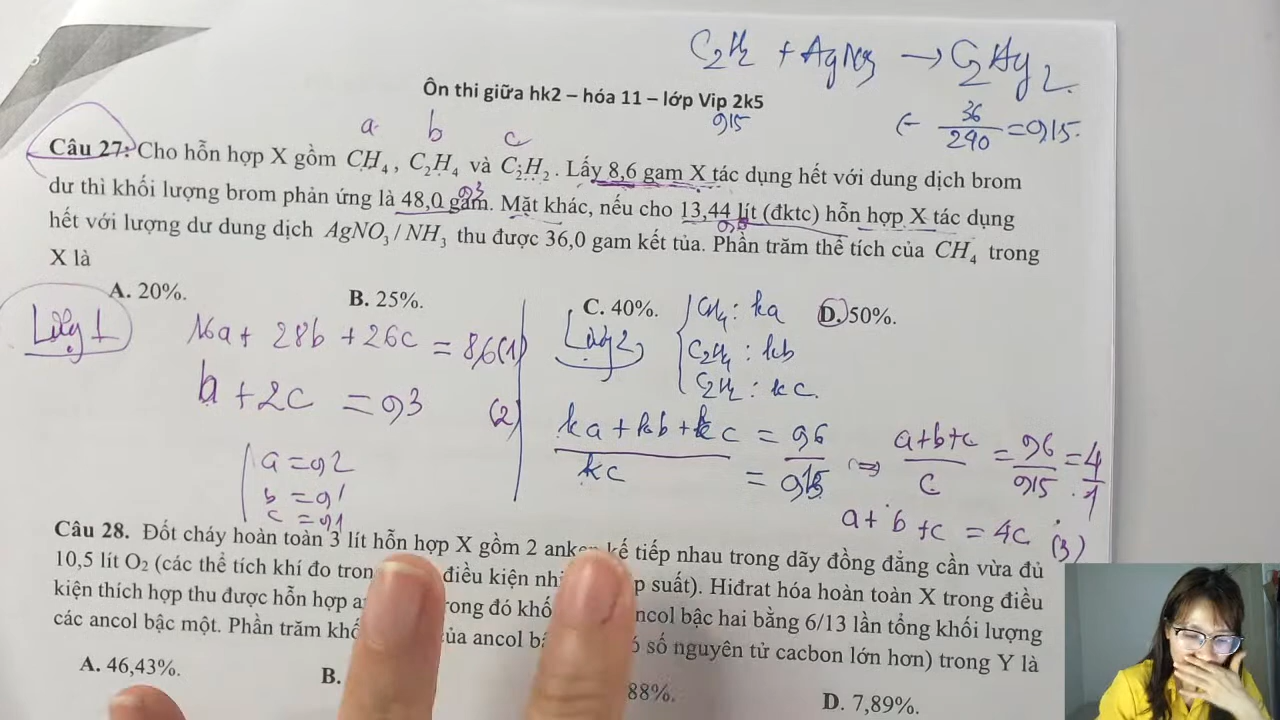 C₂H₂ + AgNO₃ → C₂Ag₂
Ôn thi giữa hk2 – hóa 11 – lớp Vip 2k5
0,15 ← 36/240 = 0,15
a b c
Câu 27: Cho hỗn hợp X gồm CH₄, C₂H₄ và C₂H₂. Lấy 8,6 gam X tác dụng hết với dung dịch brom
dư thì khối lượng brom phản ứng là 48,0 gam. Mặt khác, nếu cho 13,44 lít (đktc) hỗn hợp X tác dụng
0,3 0,6
hết với lượng dư dung dịch AgNO₃ / NH₃ thu được 36,0 gam kết tủa. Phần trăm thể tích của CH₄ trong
X là
A. 20%. B. 25%. C. 40%. D. 50%.
Lấy 1
16a + 28b + 26c = 8,6 (1)
b + 2c = 0,3 (2)
a = 0,2
b = 0,1
c = 0,1
Lấy 2
CH₄ : ka
C₂H₄ : kb
C₂H₂ : kc.
ka + kb + kc / kc = 0,6 / 0,15 => a+b+c / c = 0,6 / 0,15 = 4/1
a + b + c = 4c (3)
Câu 28. Đốt cháy hoàn toàn 3 lít hỗn hợp X gồm 2 anken kế tiếp nhau trong dãy đồng đẳng cần vừa đủ
10,5 lít O₂ (các thể tích khí đo tron điều kiện nh p suất). Hiđrat hóa hoàn toàn X trong điều
kiện thích hợp thu được hỗn hợp a rong đó khố ncol bậc hai bằng 6/13 lần tổng khối lượng
các ancol bậc một. Phần trăm khố ủa ancol b số nguyên tử cacbon lớn hơn) trong Y là
A. 46,43%. B. 88%. D. 7,89%.